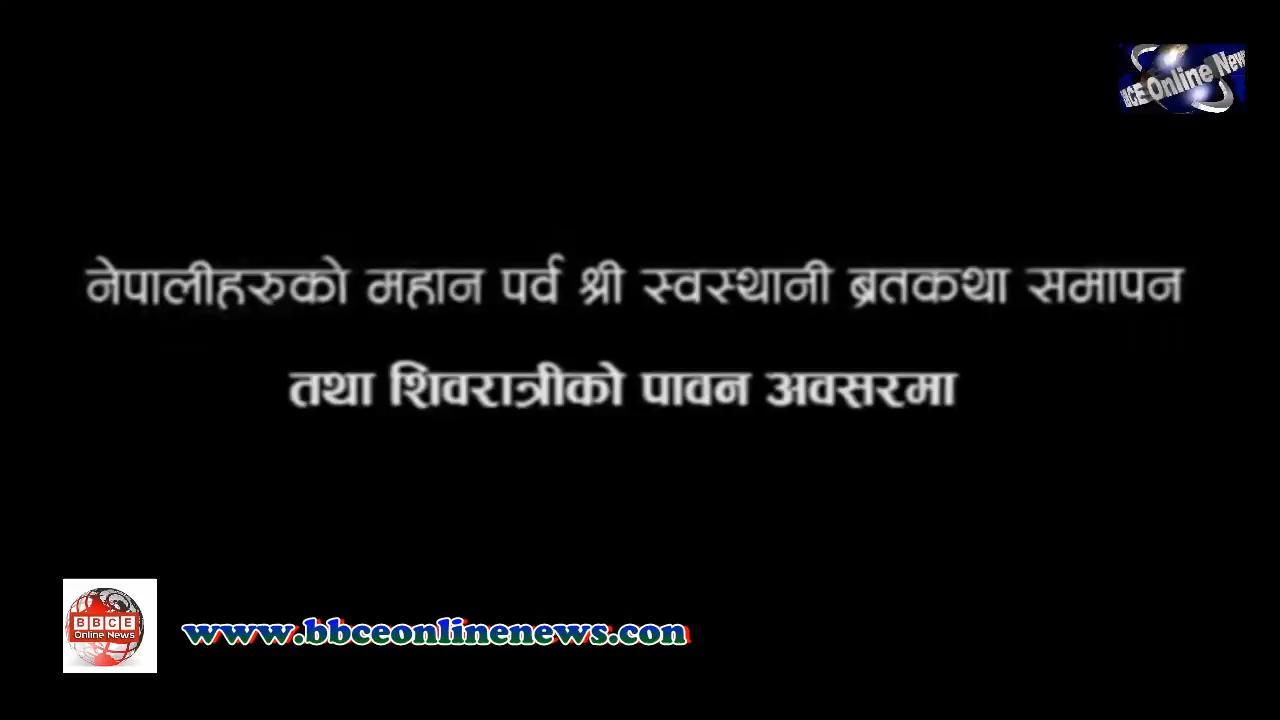 BBCE Online News
नेपालीहरुको महान पर्व श्री स्वस्थानी ब्रतकथा समापन
तथा शिवरात्रीको पावन अवसरमा
BBCE
Online News
www.bbceonlinenews.con